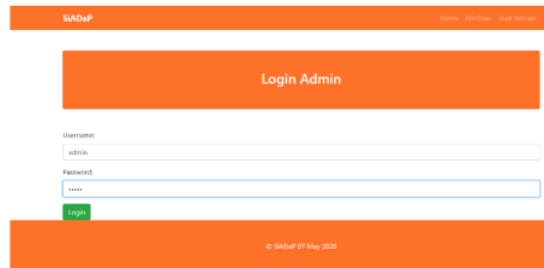 SiADaP
Home Panduan Buat Antrian
Login Admin
Username:
admin
Password:
•••••
Login
© SiADaP 07 May 2020